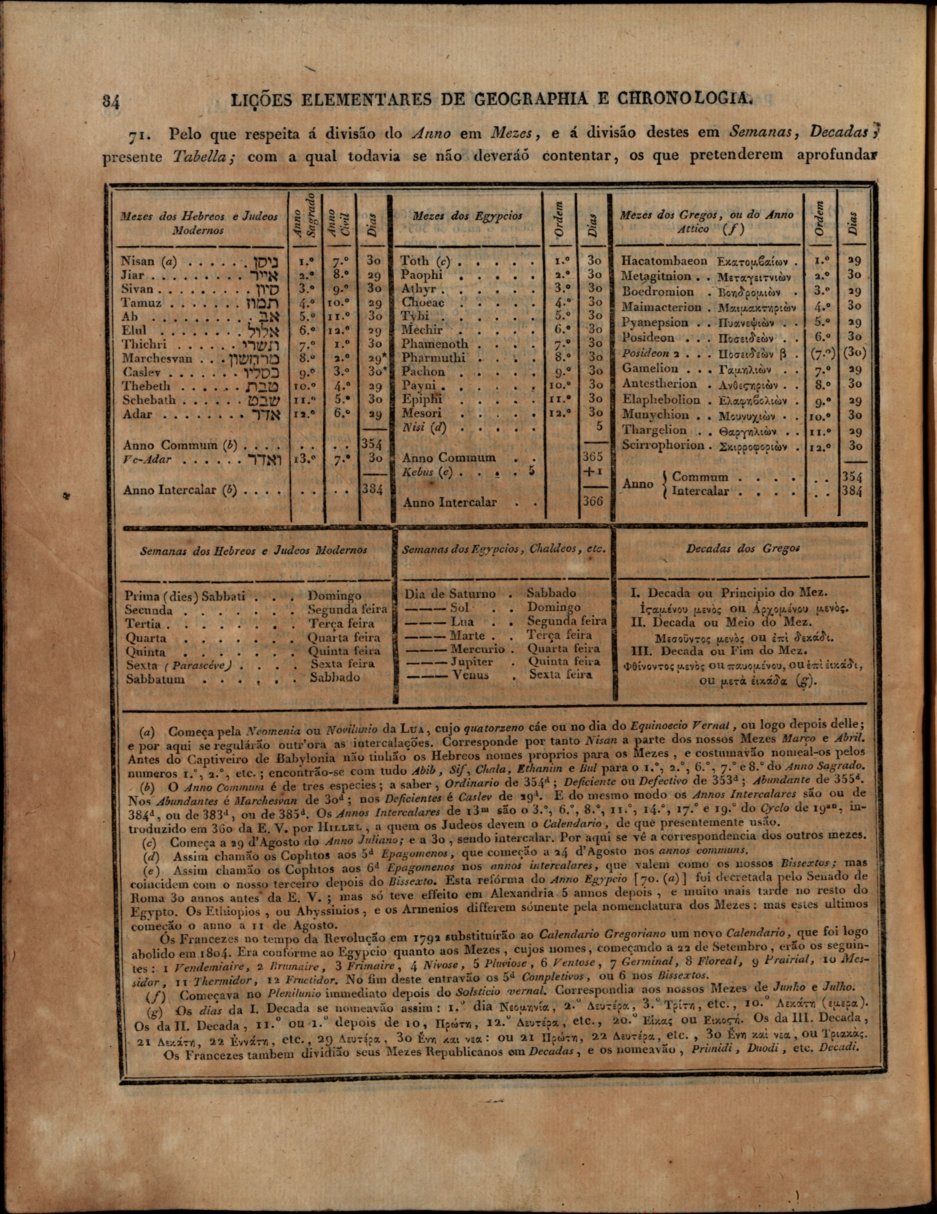 84 LIÇÕES ELEMENTARES DE GEOGRAPHIA E CHRONOLOGIA.
71. Pelo que respeita á divisão do Anno em Mezes, e á divisão destes em Semanas, Decadas;
presente Tabella; com a qual todavia se não deveráõ contentar, os que pretenderem aprofundar
Mezes dos Hebreos e Judeos Modernos | Anno Sagrado | Anno Civil | Dias
Nisan (a) . . . . . . ניסן 1.º 7.º 30
Jiar . . . . . . . . אייר 2.º 8.º 29
Sivan . . . . . . . . סיון 3.º 9.º 30
Tamuz . . . . . . . תמוז 4.º 10.º 29
Ab . . . . . . . . אב 5.º 11.º 30
Elul . . . . . . . . אלול 6.º 12.º 29
Thichri . . . . . . תשרי 7.º 1.º 30
Marchesvan . . . מרחשון 8.º 2.º 29*
Caslev . . . . . . . כסליו 9.º 3.º 30*
Thebeth . . . . . . טבת 10.º 4.º 29
Schebath . . . . . . שבט 11.º 5.º 30
Adar . . . . . . . . אדר 12.º 6.º 29
Anno Commum (b) . . . . 354
Ve-Adar . . . . . . ואדר 13.º 7.º 30
Anno Intercalar (b) . . . . 384
Mezes dos Egypcios | Ordem | Dias
Toth (c) . . . . . 1.º 30
Paophi . . . . . . 2.º 30
Athyr . . . . . . 3.º 30
Choeac . . . . . 4.º 30
Tybi . . . . . . 5.º 30
Mechir . . . . . 6.º 30
Phamenoth . . . . 7.º 30
Pharmuthi . . . . 8.º 30
Pachon . . . . . 9.º 30
Payni . . . . . . 10.º 30
Epiphi . . . . . 11.º 30
Mesori . . . . . 12.º 30
Nisi (d) . . . . . 5
Anno Commum . . 365
Kebus (e) . . . . 5 +1
Anno Intercalar . . 366
Mezes dos Gregos, ou do Anno Attico (f) | Ordem | Dias
Hacatombaeon Εκατομβαίων . 1.º 29
Metagituion . . Μεταγειτνιών 2.º 30
Boedromion . Βοηδρομιών . 3.º 29
Maimacterion . Μαιμακτηριών 4.º 30
Pyanepsion . . Πυανεψιών . . 5.º 29
Posideon . . . Ποσειδεών . . 6.º 30
Posideon 2 . . . Ποσειδεών β . (7.º) (30)
Gamelion . . . Γαμηλιών . . 7.º 29
Antestherion . Ανθεστηριών . . 8.º 30
Elaphebolion . Ελαφηβολιών . 9.º 29
Munychion . . Μουνυχιών . . 10.º 30
Thargelion . . Θαργηλιών . . 11.º 29
Scirrophorion . Σκιρροφοριών . 12.º 30
Anno { Commum . . . . . . 354
Intercalar . . . . . . 384
Semanas dos Hebreos e Judeos Modernos
Prima (dies) Sabbati . . . Domingo
Secunda . . . . . . . Segunda feira
Tertia . . . . . . . . Terça feira
Quarta . . . . . . . Quarta feira
Quinta . . . . . . . Quinta feira
Sexta (Parascéve) . . . . Sexta feira
Sabbatum . . . . . . Sabbado
Semanas dos Egypcios, Chaldeos, etc.
Dia de Saturno . Sabbado
—— Sol . . Domingo
—— Lua . . Segunda feira
—— Marte . . Terça feira
—— Mercurio . Quarta feira
—— Jupiter . Quinta feira
—— Venus . Sexta feira
Decadas dos Gregos
I. Decada ou Principio do Mez.
Ἱςαμένου μενὸς ou Αρχομένου μενὸς.
II. Decada ou Meio do Mez.
Μεσοῦντος μενὸς ou ἐπὶ δεκάδι.
III. Decada ou Fim do Mez.
Φθίνοντος μενὸς ou παυομένου, ou ἐπὶ εἰκάδι,
ou μετὰ εἰκάδα (g).
(a) Começa pela Neomenia ou Novilunio da LUA, cujo quatorzeno cáe ou no dia do Equinoecio Vernal, ou logo depois delle;
e por aqui se regulárão outr'ora as intercalações. Corresponde por tanto Nisan a parte dos nossos Mezes Março e Abril.
Antes do Captiveiro de Babylonia não tinhão os Hebreos nomes proprios para os Mezes, e costumavão nomeal-os pelos
numeros 1.º, 2.º, etc.; encontrão-se com tudo Abib, Sif, Chala, Ethanim e Bul para o 1.º, 2.º, 6.º, 7.º e 8.º do Anno Sagrado.
(b) O Anno Commum é de tres especies; a saber, Ordinario de 354d; Deficiente ou Defectivo de 353d; Abundante de 355d.
Nos Abundantes é Marchesvan de 30d; nos Deficientes é Caslev de 29d. E do mesmo modo os Annos Intercalares são ou de
384d, ou de 383d, ou de 385d. Os Annos Intercalares de 13m são o 3.º, 6.º, 8.º, 11.º, 14.º, 17.º e 19.º do Cyclo de 19ao, in-
troduzido em 360 da E. V. por HILLEL, a quem os Judeos devem o Calendario, de que presentemente usão.
(c) Começa a 29 d'Agosto do Anno Juliano; e a 30, sendo intercalar. Por aqui se vê a correspondencia dos outros mezes.
(d) Assim chamão os Cophtos aos 5d Epagomenos, que começão a 24 d'Agosto nos annos communs.
(e) Assim chamão os Cophtos aos 6d Epagomenos nos annos intercalares, que valem como os nossos Bissextos; mas
coincidem com o nosso terceiro depois do Bissexto. Esta refórma do Anno Egypcio [70. (a)] foi decretada pelo Senado de
Roma 30 annos antes da E. V.; mas só teve effeito em Alexandria 5 annos depois, e muito mais tarde no resto do
Egypto. Os Ethiopios, ou Abyssinios, e os Armenios differem sómente pela nomenclatura dos Mezes; mas estes ultimos
começão o anno a 11 de Agosto.
Os Francezes no tempo da Revolução em 1792 substituírão ao Calendario Gregoriano um novo Calendario, que foi logo
abolido em 1804. Era conforme ao Egypcio quanto aos Mezes, cujos nomes, começando a 22 de Setembro, erão os seguin-
tes: 1 Vendemiaire, 2 Brumaire, 3 Frimaire, 4 Nivose, 5 Pluviose, 6 Ventose, 7 Germinal, 8 Floreal, 9 Prairial, 10 Mes-
sidor, 11 Thermidor, 12 Fructidor. No fim deste entravão os 5d Completivos, ou 6 nos Bissextos.
(f) Começava no Plenilunio immediato depois do Solsticio vernal. Correspondia aos nossos Mezes de Junho e Julho.
(g) Os dias da I. Decada se nomeavão assim: 1.º dia Νεομηνία, 2.º Δευτέρα, 3.º Τρίτη, etc., 10.º Δεκάτη (εμερα).
Os da II. Decada, 11.º ou 1.º depois de 10, Πρώτη, 12.º Δευτέρα, etc., 20.º Εἰκας ou Εικοςή. Os da III. Decada,
21 Δεκάτη, 22 Ἐννάτη, etc., 29 Δευτέρα, 30 Ἐνη και νεα: ou 21 Πρώτη, 22 Δευτέρα, etc., 30 Ενη καὶ νεα, ou Τριακάς.
Os Francezes tambem dividião seus Mezes Republicanos em Decadas, e os nomeavão, Primidi, Duodi, etc. Decadi.